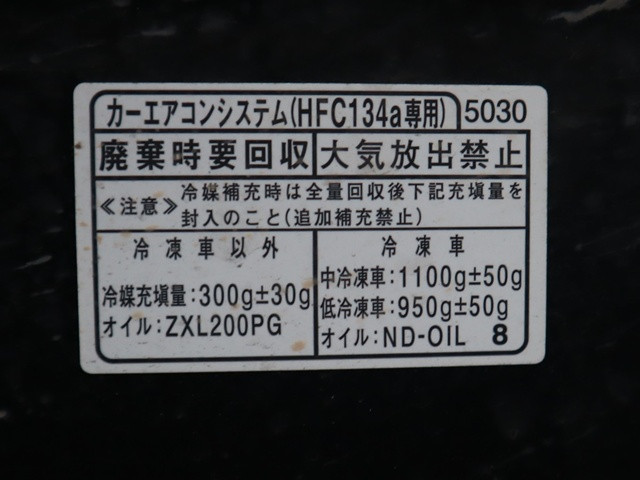 カーエアコンシステム(HFC134a専用) 5030
廃棄時要回収 大気放出禁止
≪注意≫ 冷媒補充時は全量回収後下記充塡量を
封入のこと(追加補充禁止)
冷凍車以外
冷媒充塡量:300g±30g
オイル:ZXL200PG
冷凍車
中冷凍車:1100g±50g
低冷凍車:950g±50g
オイル:ND-OIL 8